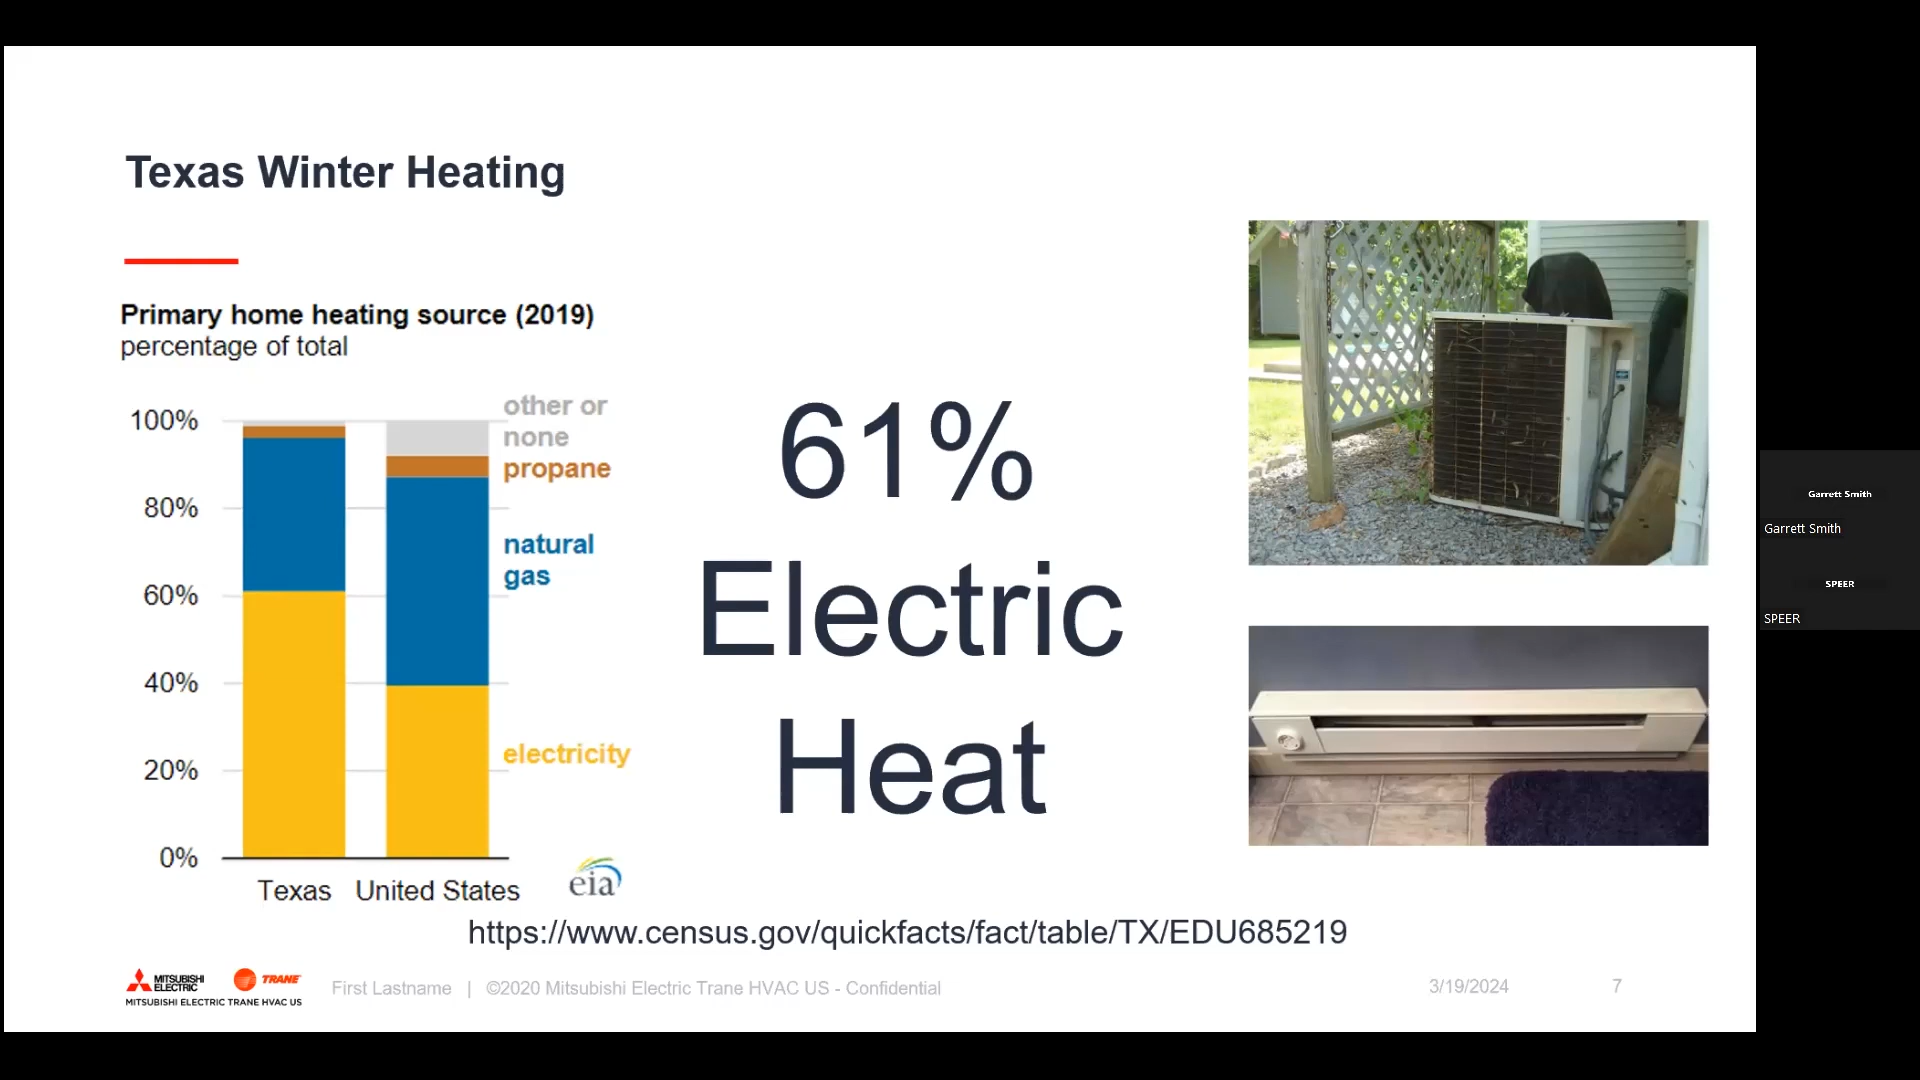 Texas Winter Heating
Primary home heating source (2019)
percentage of total
100%
80%
60%
40%
20%
0%
other or
none
propane
natural
gas
electricity
Texas
United States
eia
61%
Electric
Heat
https://www.census.gov/quickfacts/fact/table/TX/EDU685219
MITSUBISHI
ELECTRIC
TRANE
MITSUBISHI ELECTRIC TRANE HVAC US
First Lastname | ©2020 Mitsubishi Electric Trane HVAC US - Confidential
3/19/2024
7
Garrett Smith
Garrett Smith
SPEER
SPEER